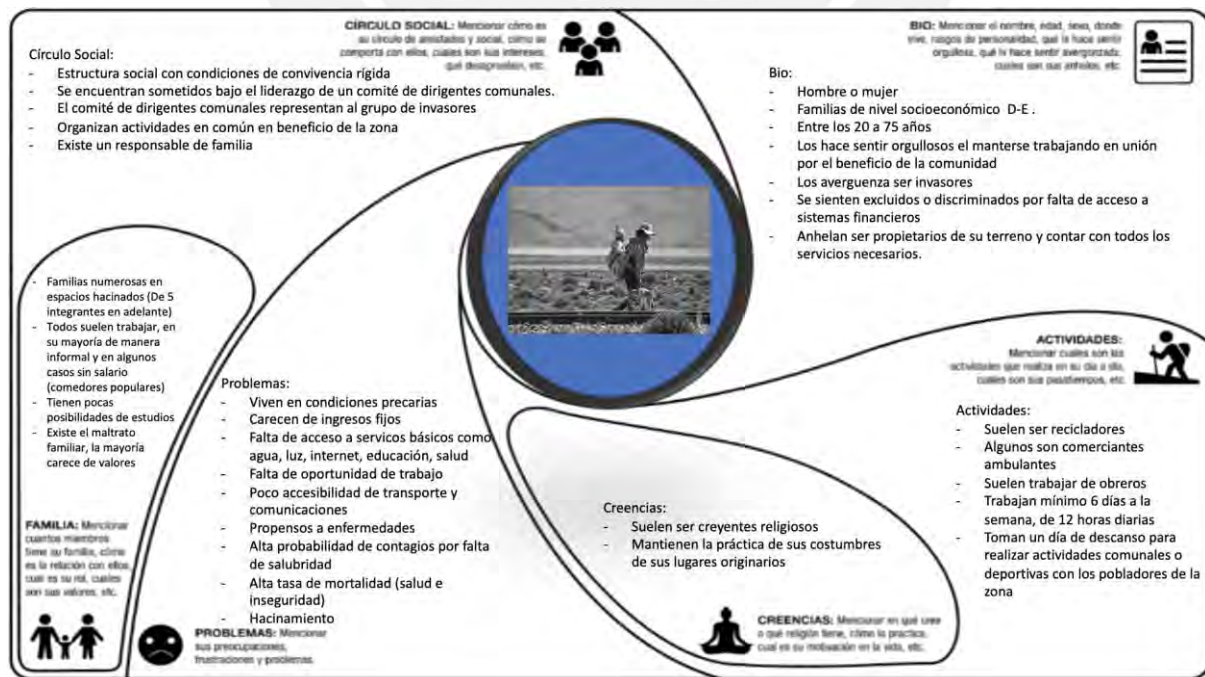 CÍRCULO SOCIAL: Mencionar cómo es
su círculo de amistades y social, cómo se
comporta con ellos, cuales son sus intereses,
qué desaprueban, etc.
Círculo Social:
- Estructura social con condiciones de convivencia rígida
- Se encuentran sometidos bajo el liderazgo de un comité de dirigentes comunales.
- El comité de dirigentes comunales representan al grupo de invasores
- Organizan actividades en común en beneficio de la zona
- Existe un responsable de familia
BIO: Mencionar el nombre, edad, sexo, donde
vive, rasgos de personalidad, qué le hace sentir
orgullosa, qué le hace sentir avergonzada,
cuales son sus anhelos, etc.
Bio:
- Hombre o mujer
- Familias de nivel socioeconómico D-E .
- Entre los 20 a 75 años
- Los hace sentir orgullosos el manterse trabajando en unión
por el beneficio de la comunidad
- Los averguenza ser invasores
- Se sienten excluidos o discriminados por falta de acceso a
sistemas financieros
- Anhelan ser propietarios de su terreno y contar con todos los
servicios necesarios.
- Familias numerosas en
espacios hacinados (De 5
integrantes en adelante)
- Todos suelen trabajar, en
su mayoría de manera
informal y en algunos
casos sin salario
(comedores populares)
- Tienen pocas
posibilidades de estudios
- Existe el maltrato
familiar, la mayoría
carece de valores
FAMILIA: Mencionar
cuantos miembros
tiene su familia, cómo
es la relación con ellos,
cual es su rol, cuales
son sus valores, etc.
Problemas:
- Viven en condiciones precarias
- Carecen de ingresos fijos
- Falta de acceso a servicos básicos como
agua, luz, internet, educación, salud
- Falta de oportunidad de trabajo
- Poco accesibilidad de transporte y
comunicaciones
- Propensos a enfermedades
- Alta probabilidad de contagios por falta
de salubridad
- Alta tasa de mortalidad (salud e
inseguridad)
- Hacinamiento
PROBLEMAS: Mencionar
sus preocupaciones,
frustraciones y problemas.
Creencias:
- Suelen ser creyentes religiosos
- Mantienen la práctica de sus costumbres
de sus lugares originarios
CREENCIAS: Mencionar en qué cree
o qué religión tiene, cómo la practica,
cual es su motivación en la vida, etc.
ACTIVIDADES:
Mencionar cuales son las
actividades que realiza en su día a día,
cuáles son sus pasatiempos, etc
Actividades:
- Suelen ser recicladores
- Algunos son comerciantes
ambulantes
- Suelen trabajar de obreros
- Trabajan mínimo 6 días a la
semana, de 12 horas diarias
- Toman un día de descanso para
realizar actividades comunales o
deportivas con los pobladores de la
zona